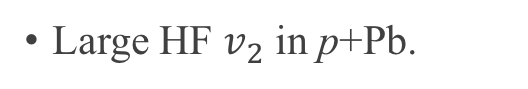 • Large HF v₂ in p+Pb.